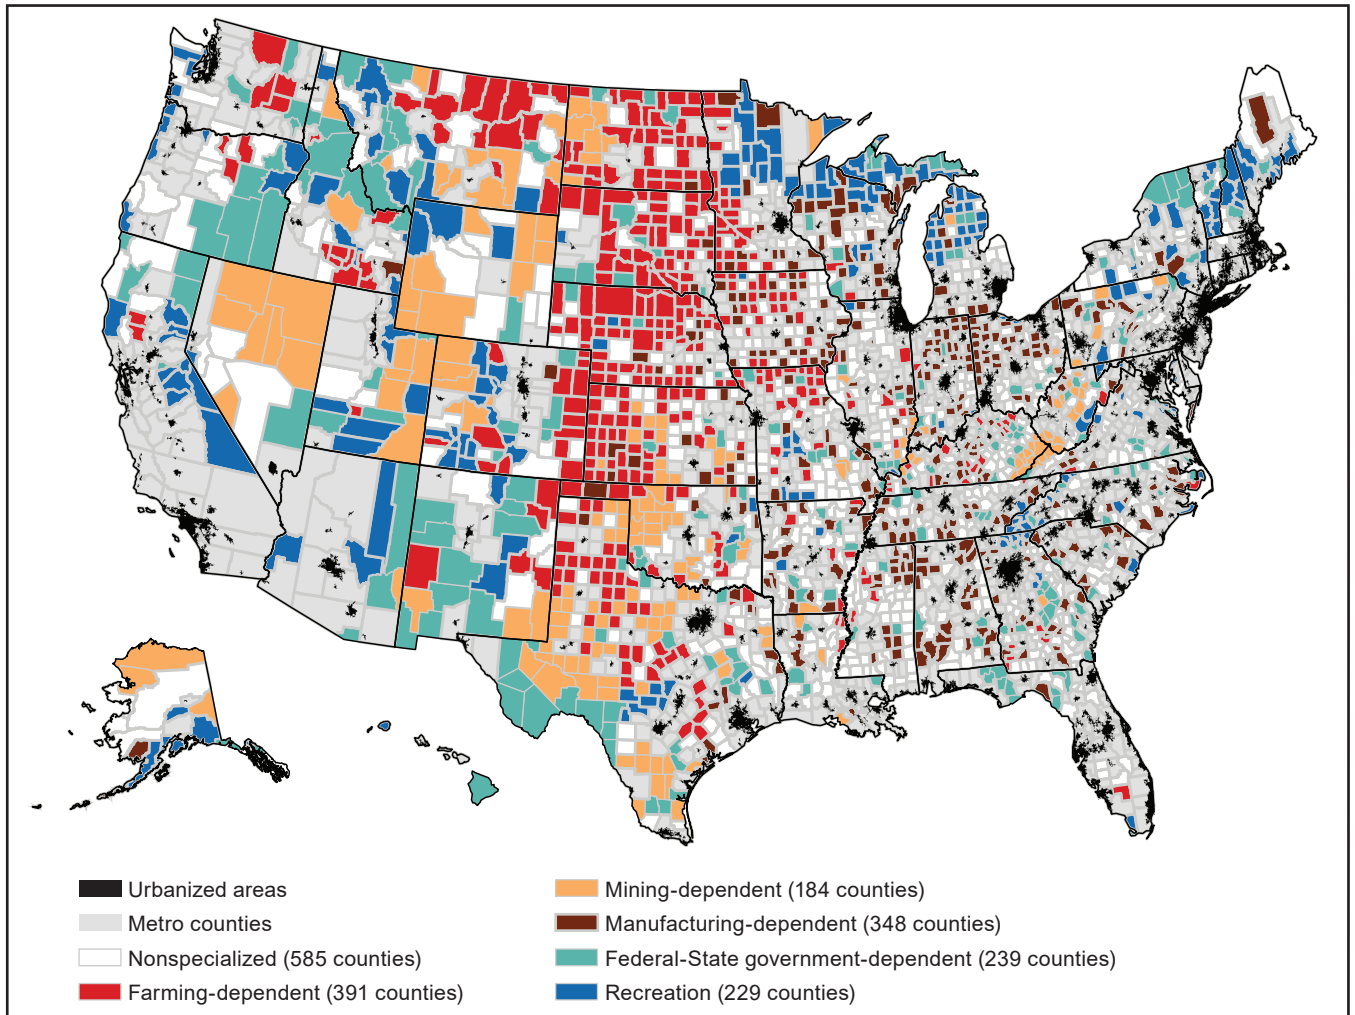 Urbanized areas
Metro counties
Nonspecialized (585 counties)
Farming-dependent (391 counties)
Mining-dependent (184 counties)
Manufacturing-dependent (348 counties)
Federal-State government-dependent (239 counties)
Recreation (229 counties)